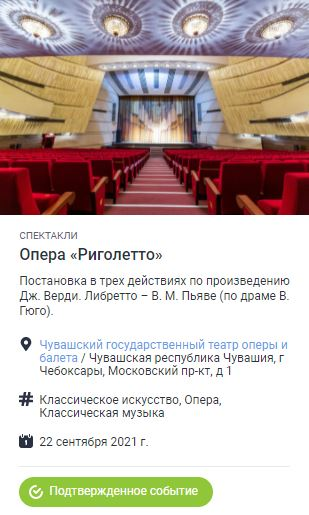 СПЕКТАКЛИ
Опера «Риголетто»
Постановка в трех действиях по произведению
Дж. Верди. Либретто – В. М. Пьяве (по драме В.
Гюго).
Чувашский государственный театр оперы и
балета / Чувашская республика Чувашия, г
Чебоксары, Московский пр-кт, д 1
Классическое искусство, Опера,
Классическая музыка
22 сентября 2021 г.
Подтвержденное событие